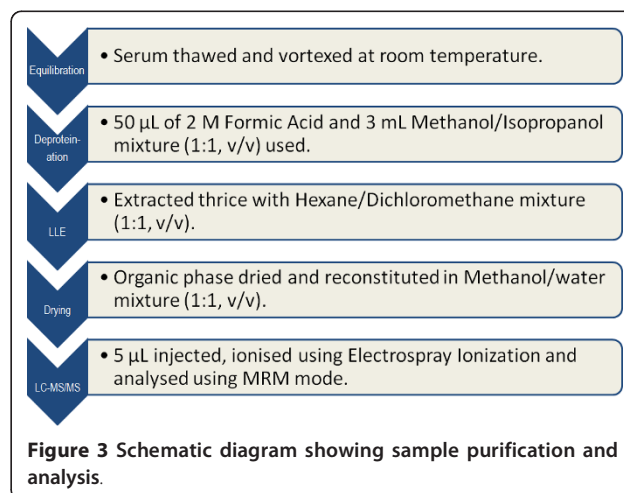 Equilibration
• Serum thawed and vortexed at room temperature.
Deprotein-
ation
• 50 µL of 2 M Formic Acid and 3 mL Methanol/Isopropanol
mixture (1:1, v/v) used.
LLE
• Extracted thrice with Hexane/Dichloromethane mixture
(1:1, v/v).
Drying
• Organic phase dried and reconstituted in Methanol/water
mixture (1:1, v/v).
LC-MS/MS
• 5 µL injected, ionised using Electrospray Ionization and
analysed using MRM mode.
Figure 3 Schematic diagram showing sample purification and
analysis.